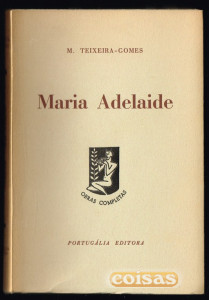 M. TEIXEIRA-GOMES
Maria Adelaide
OBRAS COMPLETAS
PORTUGÁLIA EDITORA
coisas